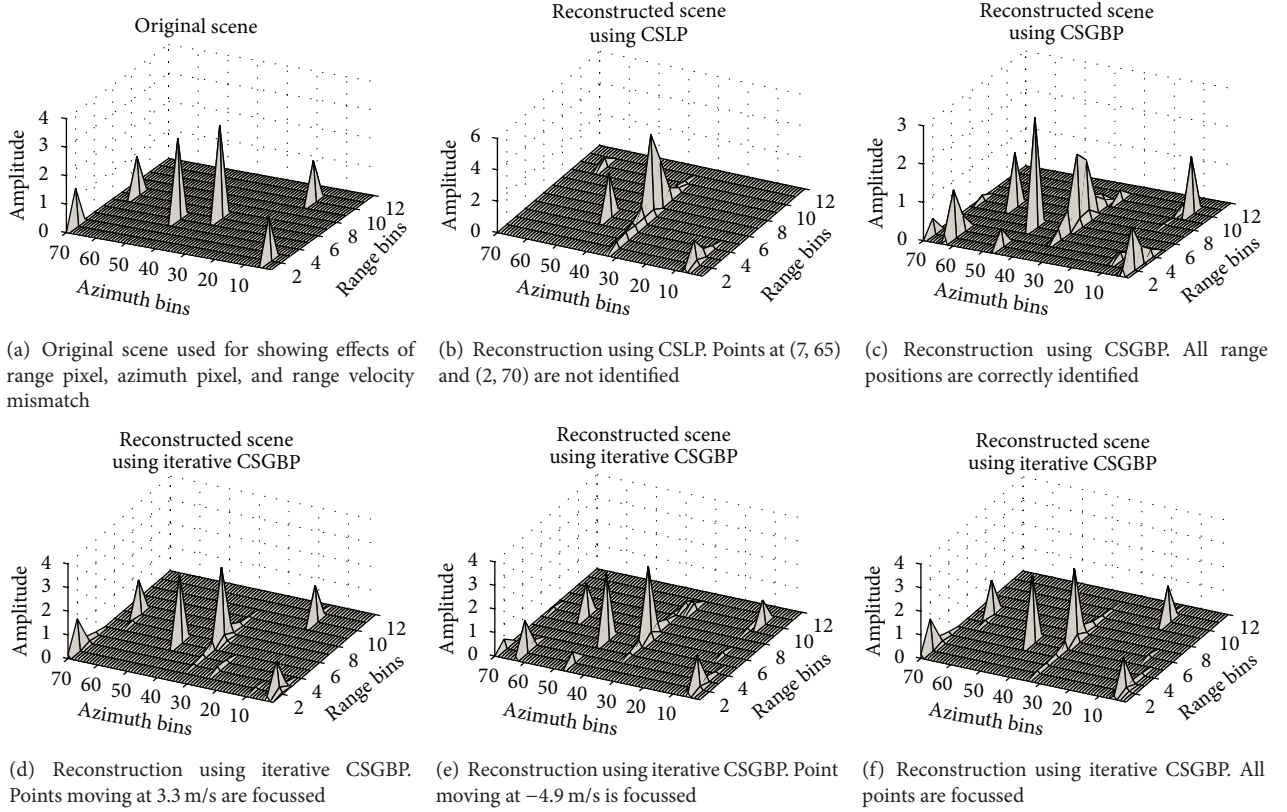 Original scene
4
3
2
1
0
Amplitude
70
60
50
40
30
20
10
Azimuth bins
2
4
6
8
10
12
Range bins
(a) Original scene used for showing effects of
range pixel, azimuth pixel, and range velocity
mismatch
Reconstructed scene
using CSLP
6
4
2
0
Amplitude
70
60
50
40
30
20
10
Azimuth bins
2
4
6
8
10
12
Range bins
(b) Reconstruction using CSLP. Points at (7, 65)
and (2, 70) are not identified
Reconstructed scene
using CSGBP
3
2
1
0
Amplitude
70
60
50
40
30
20
10
Azimuth bins
2
4
6
8
10
12
Range bins
(c) Reconstruction using CSGBP. All range
positions are correctly identified
Reconstructed scene
using iterative CSGBP
4
3
2
1
0
Amplitude
70
60
50
40
30
20
10
Azimuth bins
2
4
6
8
10
12
Range bins
(d) Reconstruction using iterative CSGBP.
Points moving at 3.3 m/s are focussed
Reconstructed scene
using iterative CSGBP
4
3
2
1
0
Amplitude
70
60
50
40
30
20
10
Azimuth bins
2
4
6
8
10
12
Range bins
(e) Reconstruction using iterative CSGBP. Point
moving at −4.9 m/s is focussed
Reconstructed scene
using iterative CSGBP
4
3
2
1
0
Amplitude
70
60
50
40
30
20
10
Azimuth bins
2
4
6
8
10
12
Range bins
(f) Reconstruction using iterative CSGBP. All
points are focussed